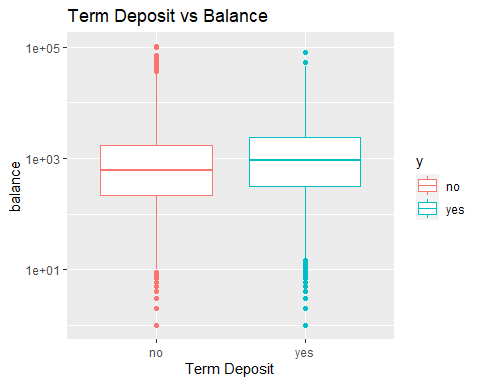 Term Deposit vs Balance
1e+05
1e+03
1e+01
balance
no
yes
Term Deposit
y
no
yes